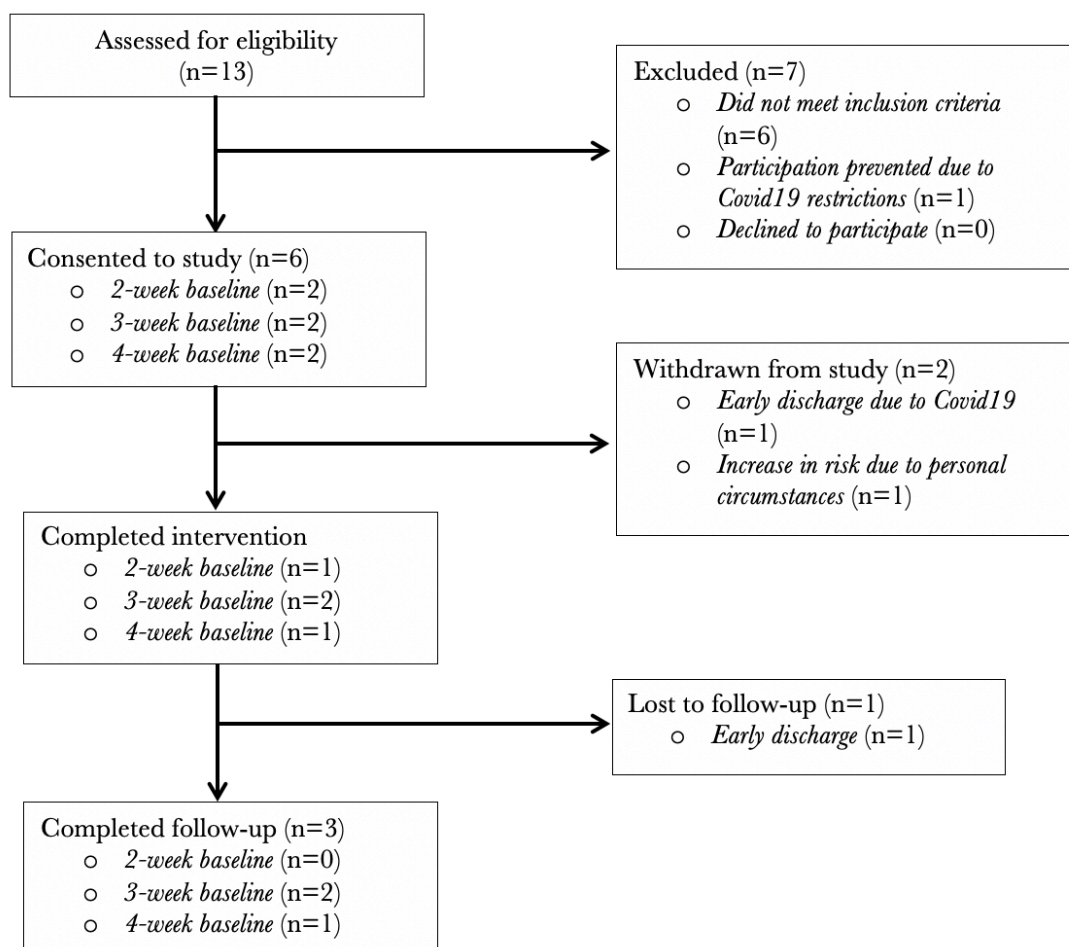 Assessed for eligibility
(n=13)
Excluded (n=7)
o Did not meet inclusion criteria
(n=6)
o Participation prevented due to
Covid19 restrictions (n=1)
o Declined to participate (n=0)
Consented to study (n=6)
o 2-week baseline (n=2)
o 3-week baseline (n=2)
o 4-week baseline (n=2)
Withdrawn from study (n=2)
o Early discharge due to Covid19
(n=1)
o Increase in risk due to personal
circumstances (n=1)
Completed intervention
o 2-week baseline (n=1)
o 3-week baseline (n=2)
o 4-week baseline (n=1)
Lost to follow-up (n=1)
o Early discharge (n=1)
Completed follow-up (n=3)
o 2-week baseline (n=0)
o 3-week baseline (n=2)
o 4-week baseline (n=1)